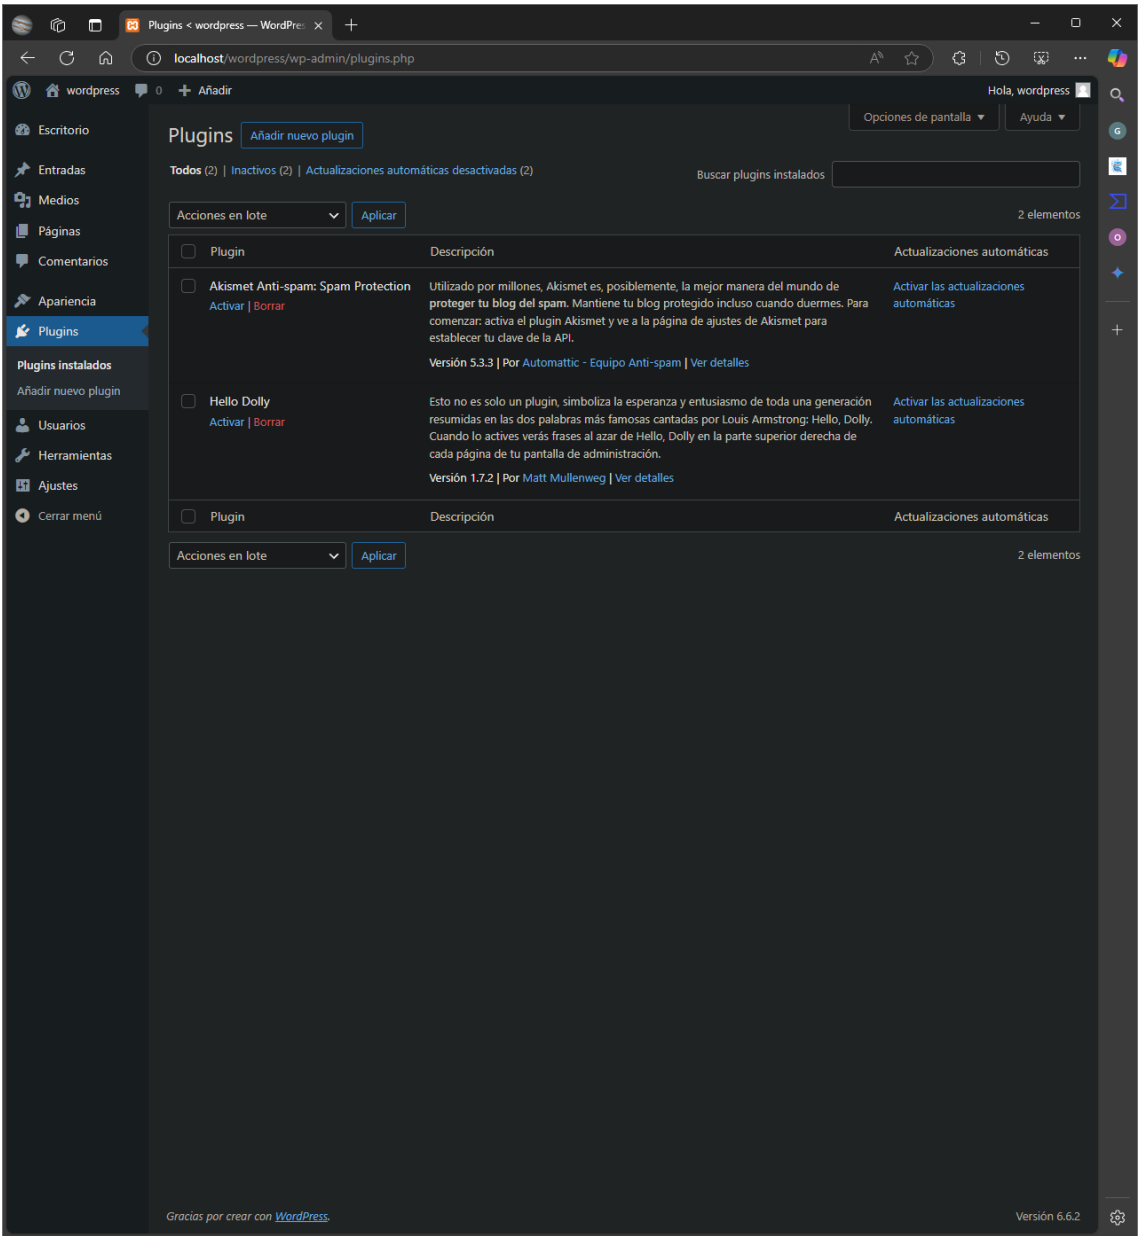 Plugins < wordpress — WordPres
localhost/wordpress/wp-admin/plugins.php
wordpress
0
Añadir
Hola, wordpress
Opciones de pantalla
Ayuda
Escritorio
Entradas
Medios
Páginas
Comentarios
Apariencia
Plugins
Plugins instalados
Añadir nuevo plugin
Usuarios
Herramientas
Ajustes
Cerrar menú
Plugins
Añadir nuevo plugin
Todos (2) | Inactivos (2) | Actualizaciones automáticas desactivadas (2)
Buscar plugins instalados
Acciones en lote
Aplicar
2 elementos
Plugin
Descripción
Actualizaciones automáticas
Akismet Anti-spam: Spam Protection
Activar | Borrar
Utilizado por millones, Akismet es, posiblemente, la mejor manera del mundo de
proteger tu blog del spam. Mantiene tu blog protegido incluso cuando duermes. Para
comenzar: activa el plugin Akismet y ve a la página de ajustes de Akismet para
establecer tu clave de la API.
Versión 5.3.3 | Por Automattic - Equipo Anti-spam | Ver detalles
Activar las actualizaciones
automáticas
Hello Dolly
Activar | Borrar
Esto no es solo un plugin, simboliza la esperanza y entusiasmo de toda una generación
resumidas en las dos palabras más famosas cantadas por Louis Armstrong: Hello, Dolly.
Cuando lo actives verás frases al azar de Hello, Dolly en la parte superior derecha de
cada página de tu pantalla de administración.
Versión 1.7.2 | Por Matt Mullenweg | Ver detalles
Activar las actualizaciones
automáticas
Plugin
Descripción
Actualizaciones automáticas
Acciones en lote
Aplicar
2 elementos
Gracias por crear con WordPress.
Versión 6.6.2
G
O